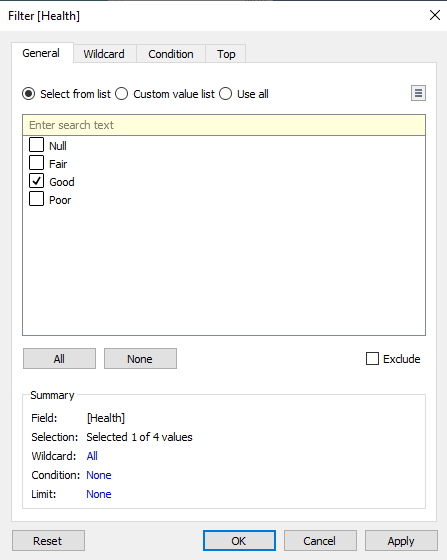 Filter [Health]
General Wildcard Condition Top
Select from list Custom value list Use all
Enter search text
Null
Fair
Good
Poor
All None Exclude
Summary
Field: [Health]
Selection: Selected 1 of 4 values
Wildcard: All
Condition: None
Limit: None
Reset OK Cancel Apply